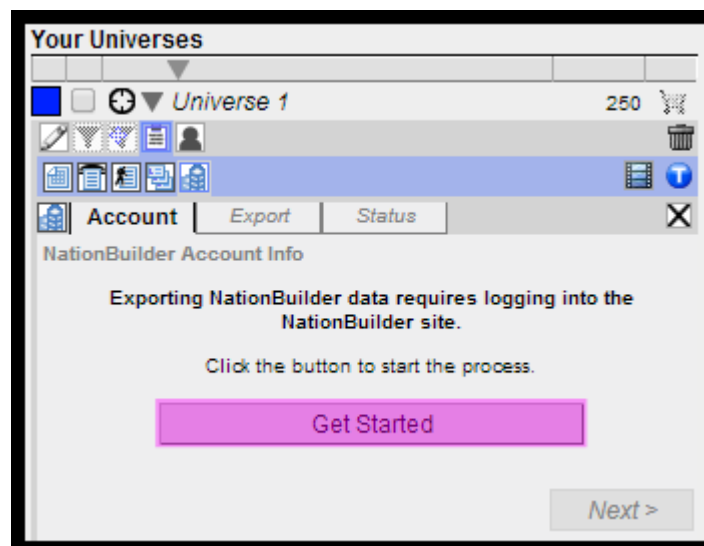 Your Universes
Universe 1 250
T
Account Export Status X
NationBuilder Account Info
Exporting NationBuilder data requires logging into the
NationBuilder site.
Click the button to start the process.
Get Started
Next >